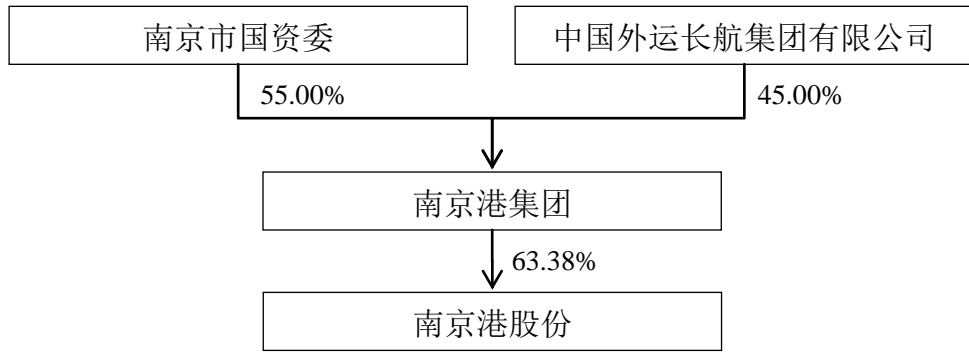 南京市国资委
中国外运长航集团有限公司
55.00%
45.00%
南京港集团
63.38%
南京港股份